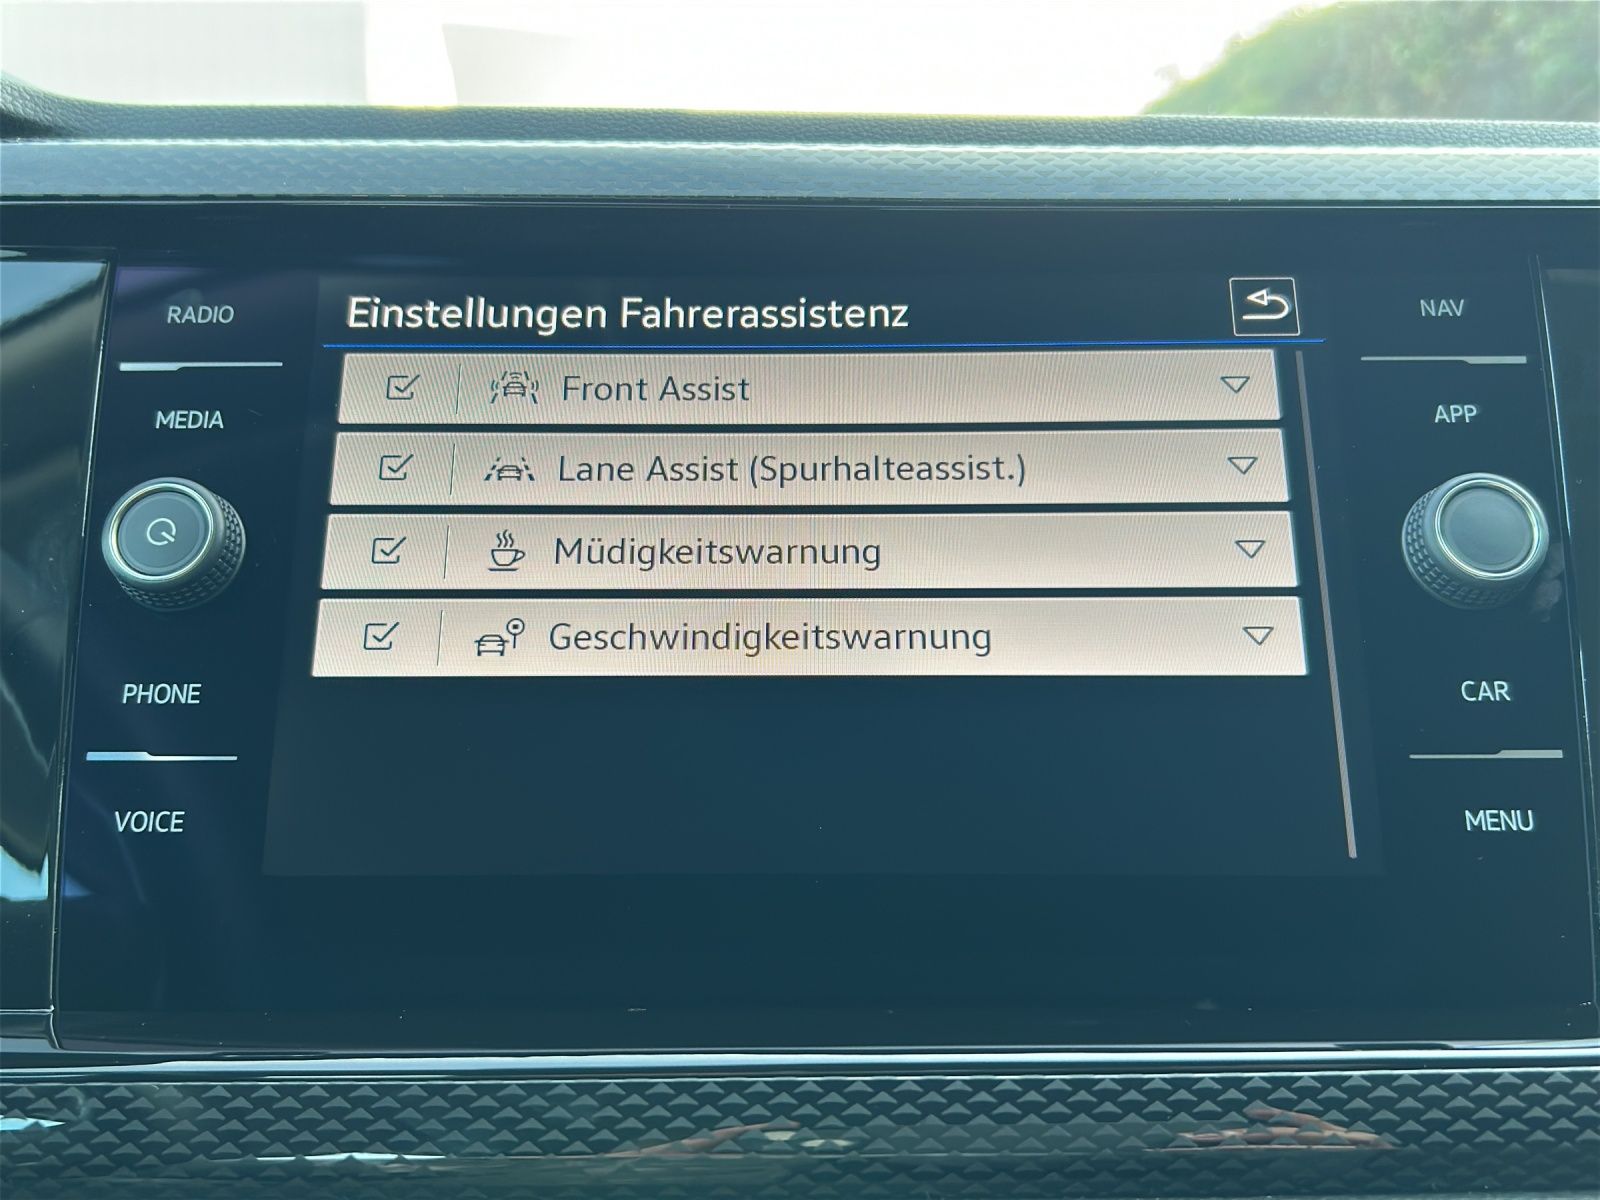 Einstellungen Fahrerassistenz
Front Assist
Lane Assist (Spurhalteassist.)
Müdigkeitswarnung
Geschwindigkeitswarnung
RADIO
MEDIA
PHONE
VOICE
NAV
APP
CAR
MENU